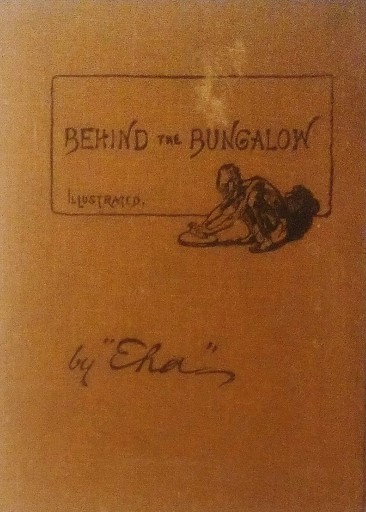 BEHIND THE BUNGALOW
ILLUSTRATED.
by "Eha"